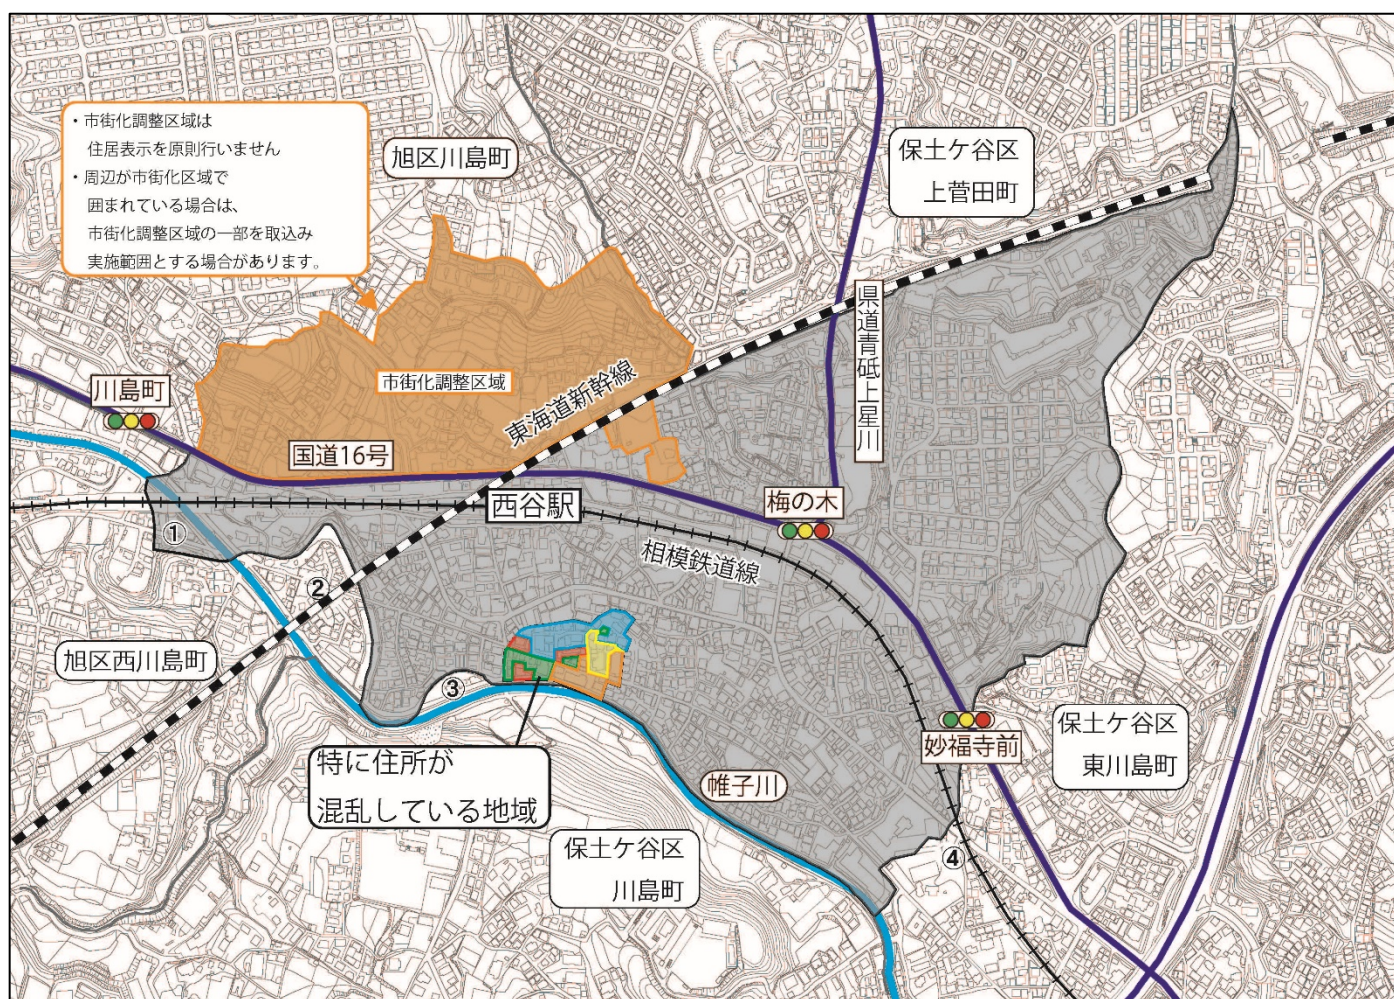 ・市街化調整区域は
住居表示を原則行いません
・周辺が市街化区域で
囲まれている場合は、
市街化調整区域の一部を取込み
実施範囲とする場合があります。
旭区川島町
保土ケ谷区
上菅田町
県道青砥上星川
市街化調整区域
東海道新幹線
川島町
国道16号
西谷駅
梅の木
相模鉄道線
①
②
旭区西川島町
③
特に住所が
混乱している地域
帷子川
妙福寺前
保土ケ谷区
東川島町
保土ケ谷区
川島町
④